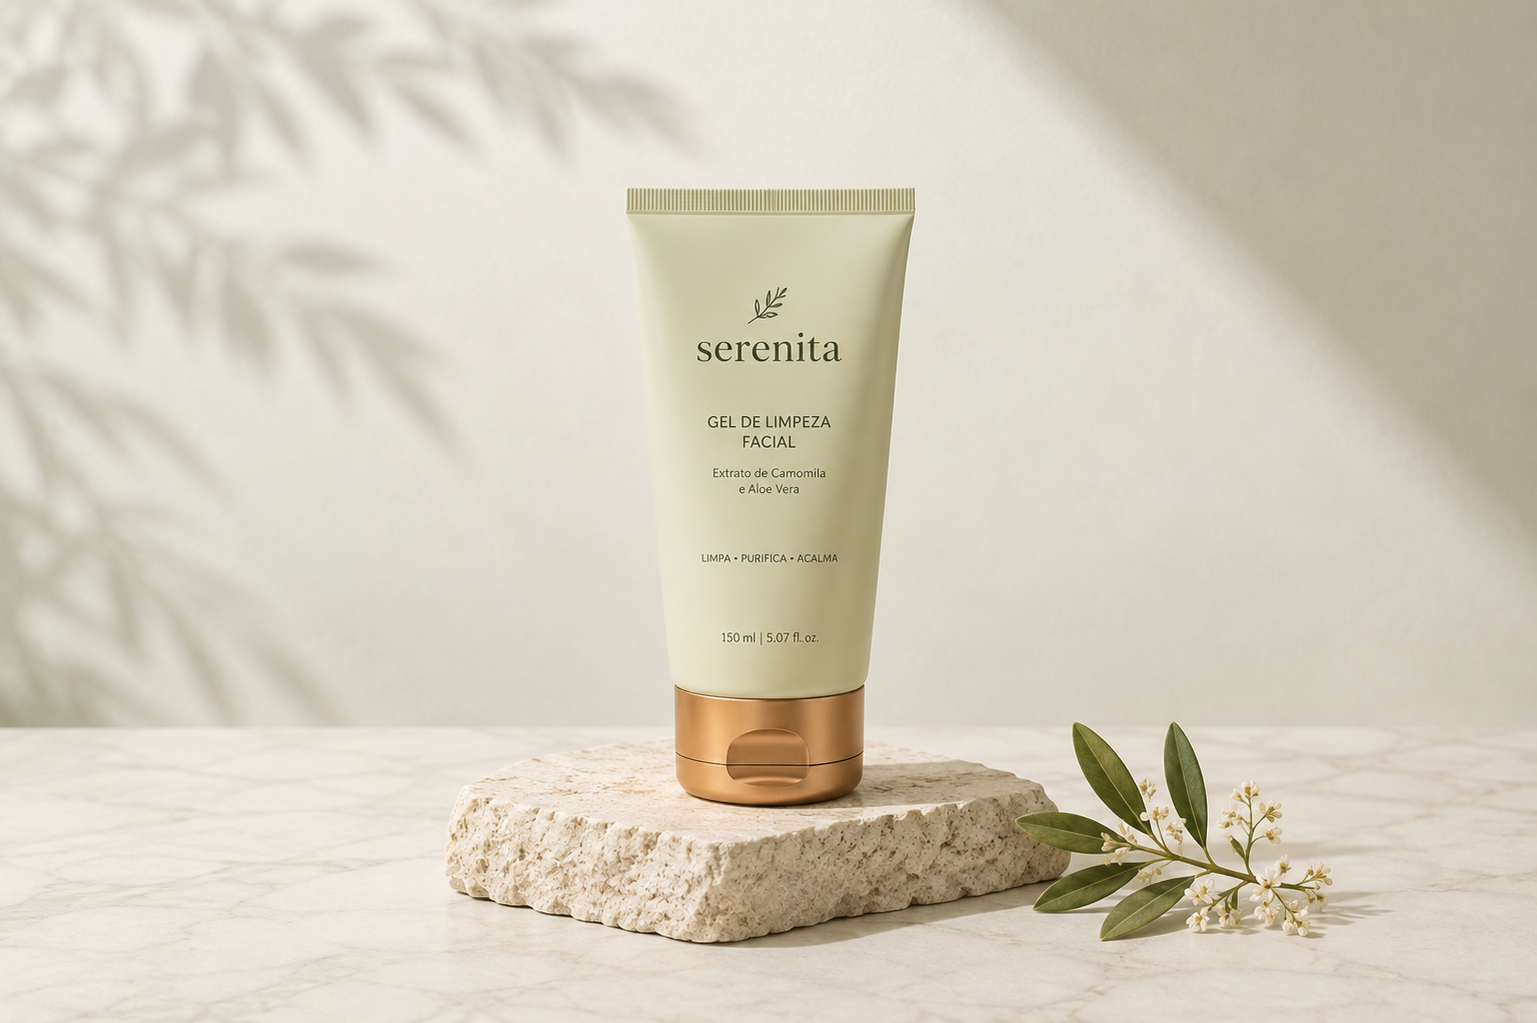 serenita
GEL DE LIMPEZA
FACIAL
Extrato de Camomila
e Aloe Vera
LIMPA • PURIFICA • ACALMA
150 ml | 5.07 fl. oz.